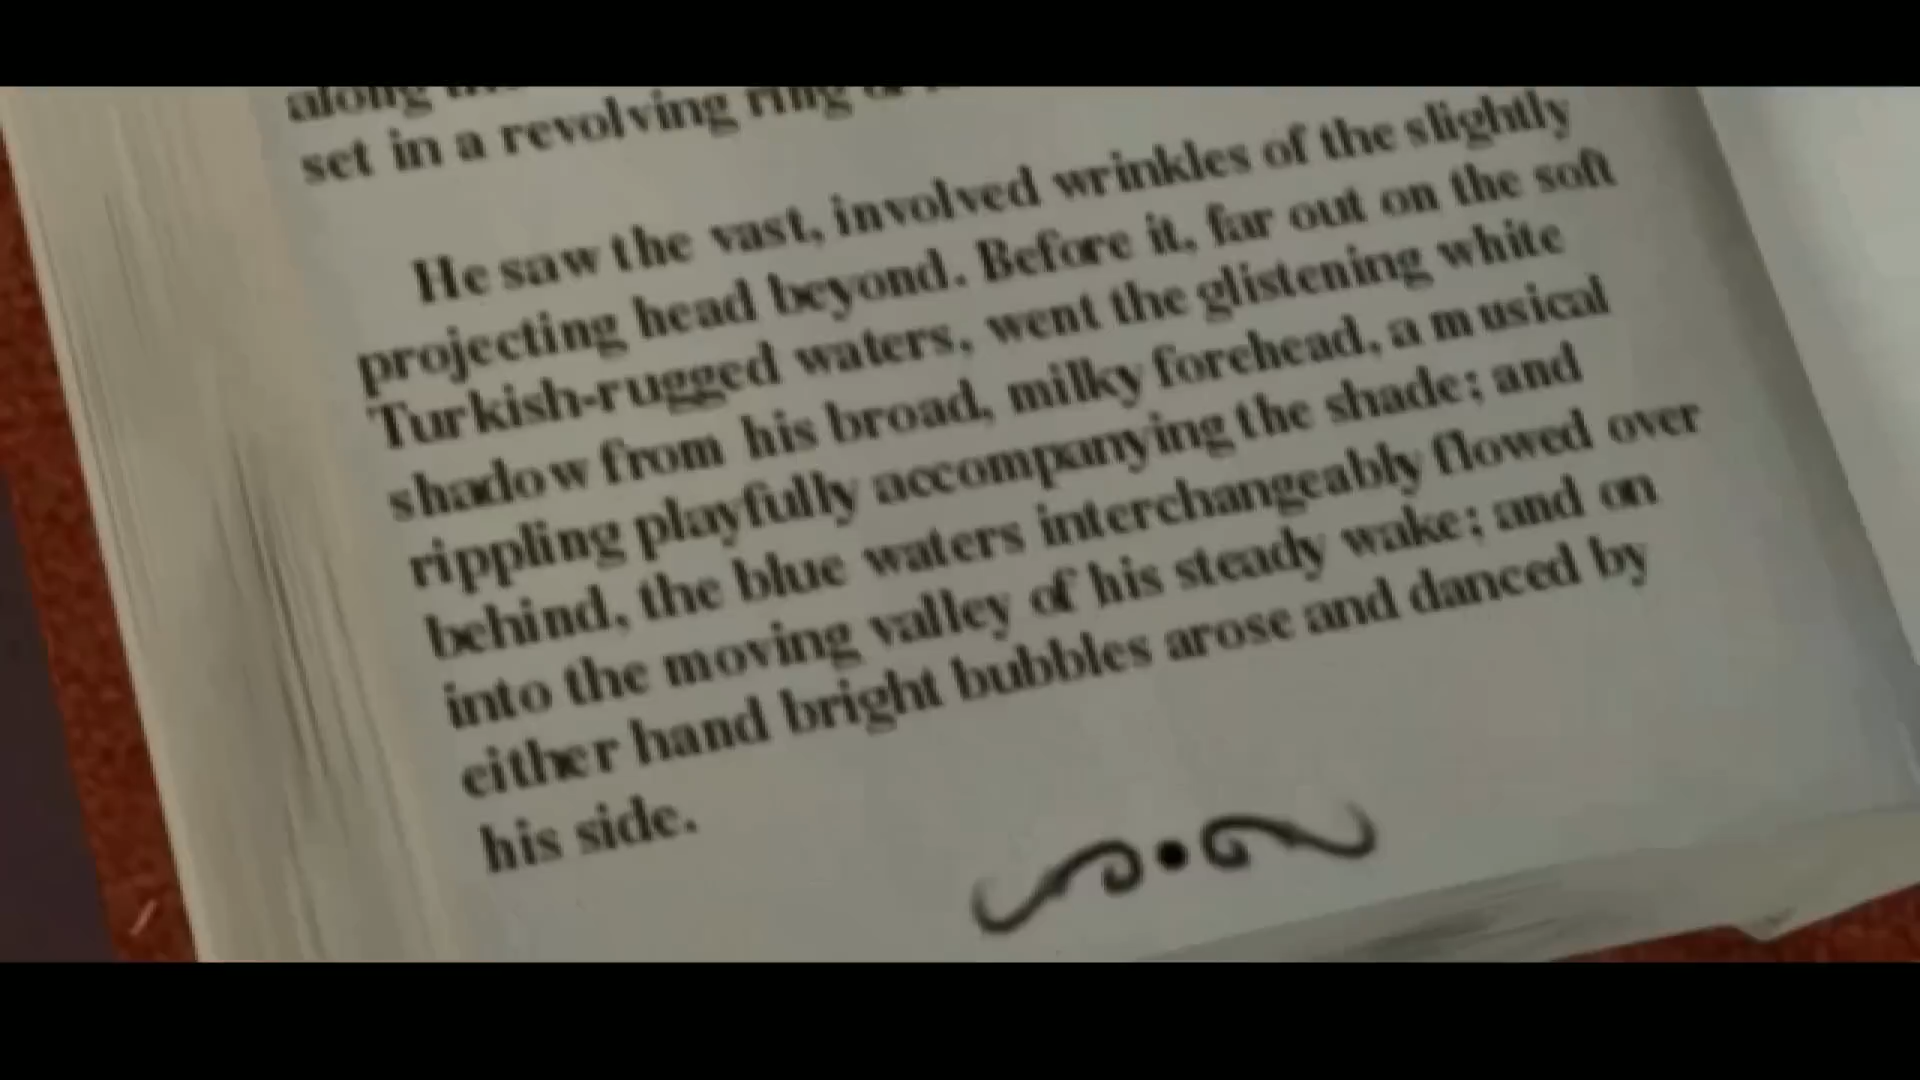 along
set in a revolving ring
He saw the vast, involved wrinkles of the slightly
projecting head beyond. Before it, far out on the soft
Turkish-rugged waters, went the glistening white
shadow from his broad, milky forehead, a musical
rippling playfully accompanying the shade; and
behind, the blue waters interchangeably flowed over
into the moving valley of his steady wake; and on
either hand bright bubbles arose and danced by
his side.